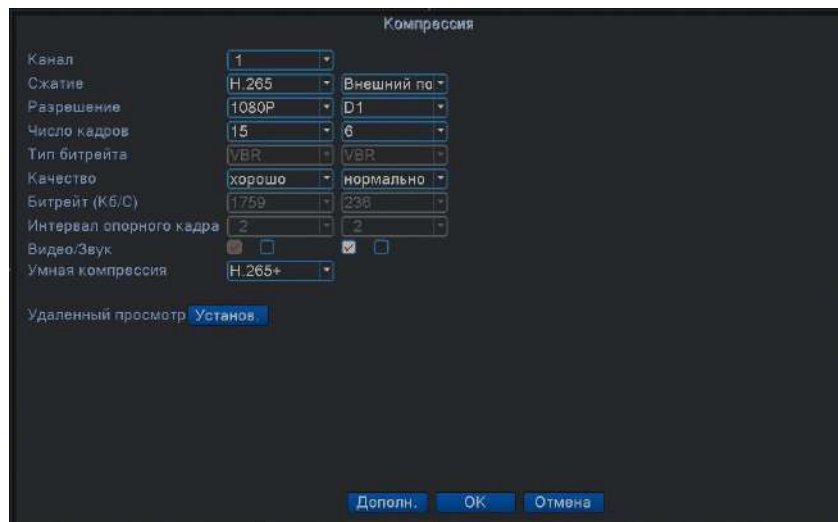 Компрессия
Канал 1
Сжатие H.265 Внешний по
Разрешение 1080P D1
Число кадров 15 6
Тип битрейта VBR VBR
Качество хорошо нормально
Битрейт (Кб/С) 1759 236
Интервал опорного кадра 2 2
Видео/Звук
Умная компрессия H.265+
Удаленный просмотр Установ.
Дополн. OK Отмена